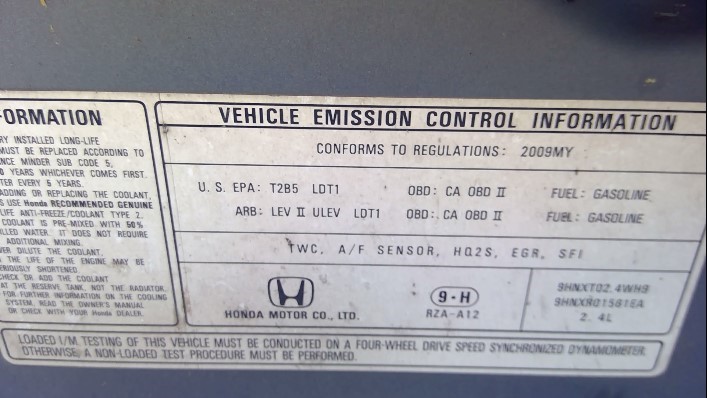 ORMATION
RY INSTALLED LONG-LIFE
MUST BE REPLACED ACCORDING TO
NCE MINDER SUB CODE 5,
0 YEARS WHICHEVER COMES FIRST.
TER EVERY 5 YEARS.
ADDING OR REPLACING THE COOLANT,
S USE Honda RECOMMENDED GENUINE
LIFE ANTI-FREEZE/COOLANT TYPE 2.
COOLANT IS PRE-MIXED WITH 50%
LLED WATER. IT DOES NOT REQUIRE
ADDITIONAL MIXING.
VER DILUTE THE COOLANT,
THE LIFE OF THE ENGINE MAY BE
RIOUSLY SHORTENED.
CHECK OR ADD THE COOLANT
AT THE RESERVE TANK, NOT THE RADIATOR.
FOR FURTHER INFORMATION ON THE COOLING
SYSTEM, READ THE OWNER'S MANUAL
OR CHECK WITH YOUR Honda DEALER.
VEHICLE EMISSION CONTROL INFORMATION
CONFORMS TO REGULATIONS: 2009MY
U.S. EPA: T2B5 LDT1 OBD: CA OBD II FUEL: GASOLINE
ARB: LEV II ULEV LDT1 OBD: CA OBD II FUEL: GASOLINE
TWC, A/F SENSOR, HO2S, EGR, SFI
HONDA MOTOR CO., LTD.
9-H
RZA-A12
9HNXT02.4WH9
2.4L
LOADED I/M TESTING OF THIS VEHICLE MUST BE CONDUCTED ON A FOUR-WHEEL DRIVE SPEED SYNCHRONIZED DYNAMOMETER.
OTHERWISE, A NON-LOADED TEST PROCEDURE MUST BE PERFORMED.